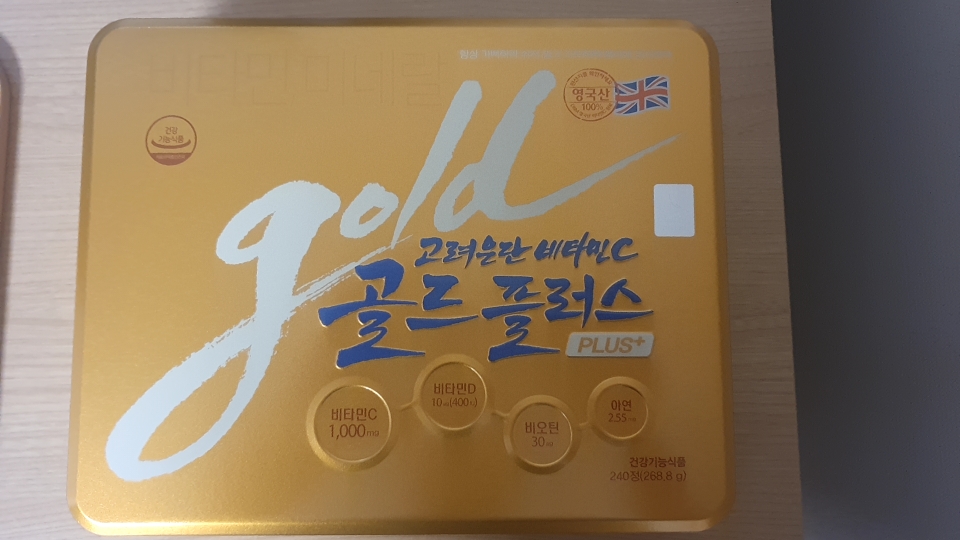 비타민
영국산
100%
건강
기능식품
gold
고려은단 비타민C
골드 플러스
PLUS+
비타민C
1,000mg
비타민D
10㎍(400IU)
비오틴
30㎍
아연
2.55mg
건강기능식품
240정(268.8 g)